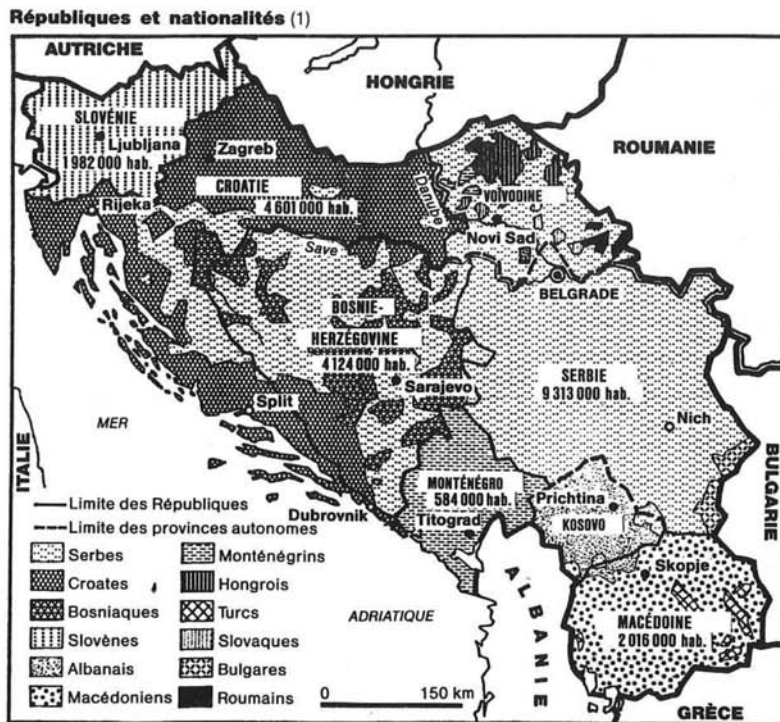 Républiques et nationalités (1)
AUTRICHE
HONGRIE
ROUMANIE
SLOVÉNIE
Ljubljana
1 982 000 hab.
Zagreb
CROATIE
4 601 000 hab.
Danube
VOÏVODINE
Novi Sad
Rijeka
Save
BELGRADE
BOSNIE-
HERZÉGOVINE
4 124 000 hab.
Sarajevo
SERBIE
9 313 000 hab.
Split
Nich
MER
ITALIE
BULGARIE
MONTÉNÉGRO
584 000 hab.
Prichtina
KOSOVO
Dubrovnik
Titograd
Skopje
ALBANIE
ADRIATIQUE
MACÉDOINE
2 016 000 hab.
GRÈCE
Limite des Républiques
Limite des provinces autonomes
Serbes
Monténégrins
Croates
Hongrois
Bosniaques
Turcs
Slovènes
Slovaques
Albanais
Bulgares
Macédoniens
Roumains
0 150 km